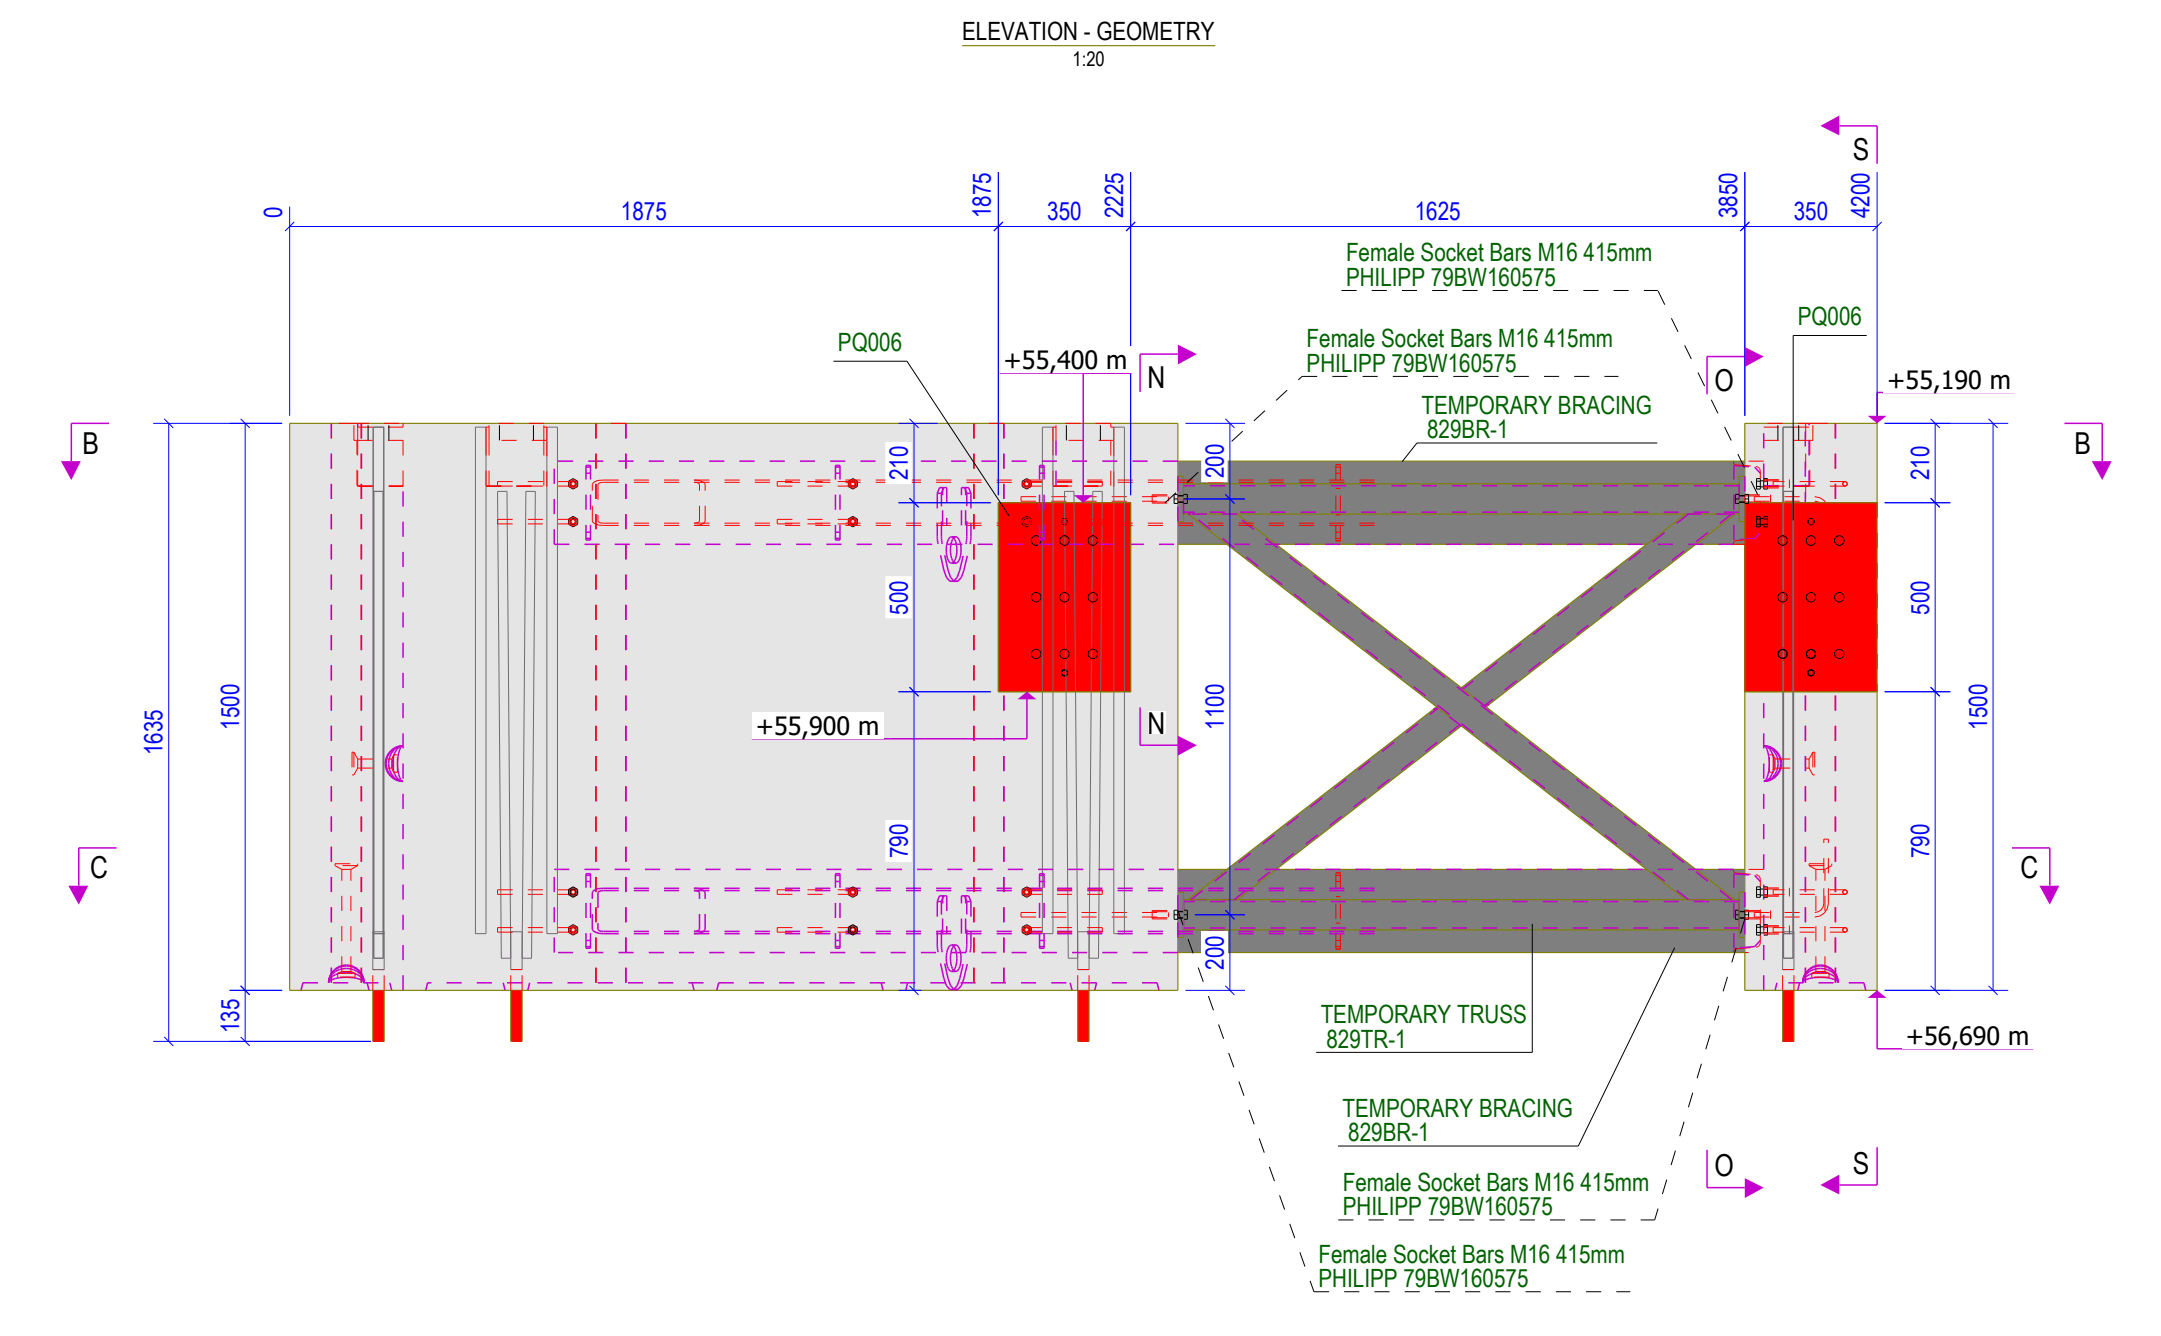 ELEVATION - GEOMETRY
1:20
S
0
1875
1875
350
2225
1625
3850
350
4200
Female Socket Bars M16 415mm
PHILIPP 79BW160575
PQ006
Female Socket Bars M16 415mm
PHILIPP 79BW160575
PQ006
+55,400 m
N
O
+55,190 m
TEMPORARY BRACING
829BR-1
B
B
210
200
210
500
500
1635
1500
+55,900 m
N
1100
1500
790
790
C
C
200
135
TEMPORARY TRUSS
829TR-1
+56,690 m
TEMPORARY BRACING
829BR-1
O
S
Female Socket Bars M16 415mm
PHILIPP 79BW160575
Female Socket Bars M16 415mm
PHILIPP 79BW160575